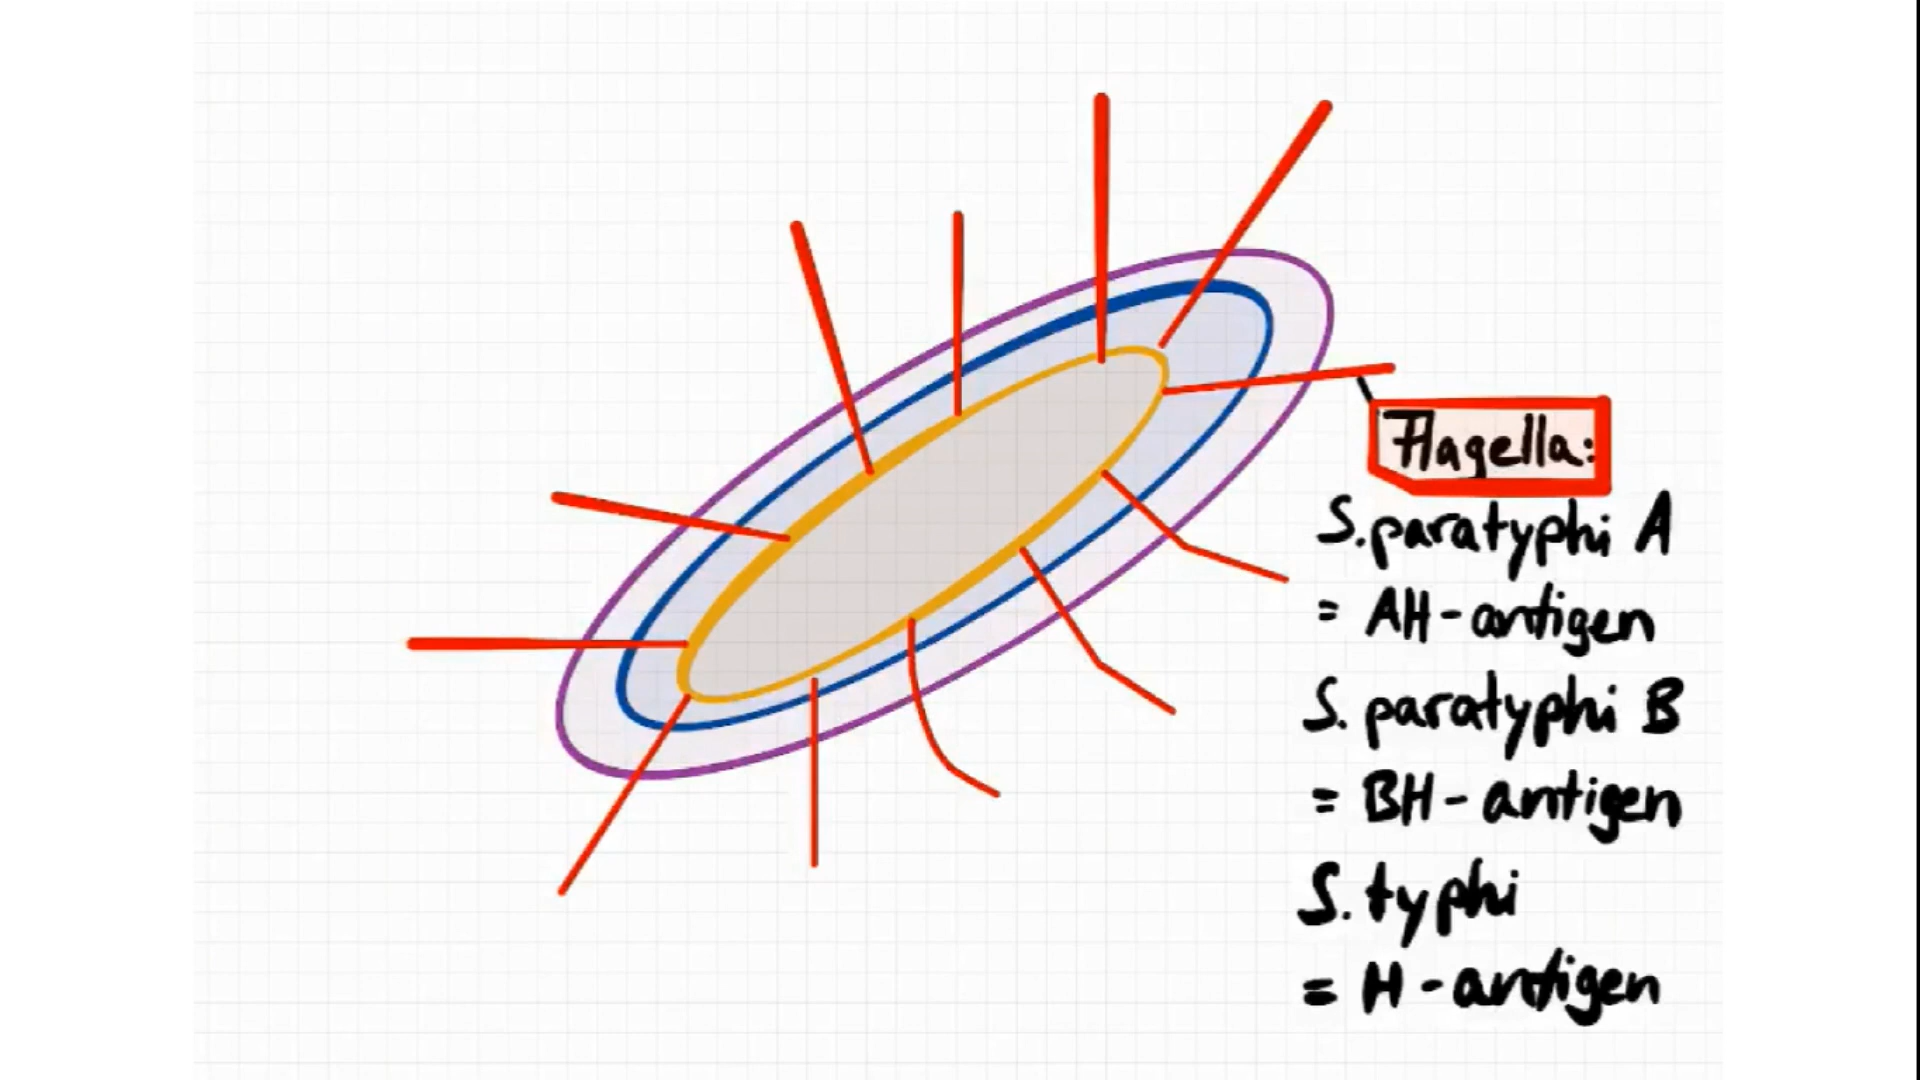 Flagella:
S. paratyphi A
= AH-antigen
S. paratyphi B
= BH-antigen
S. typhi
= H-antigen